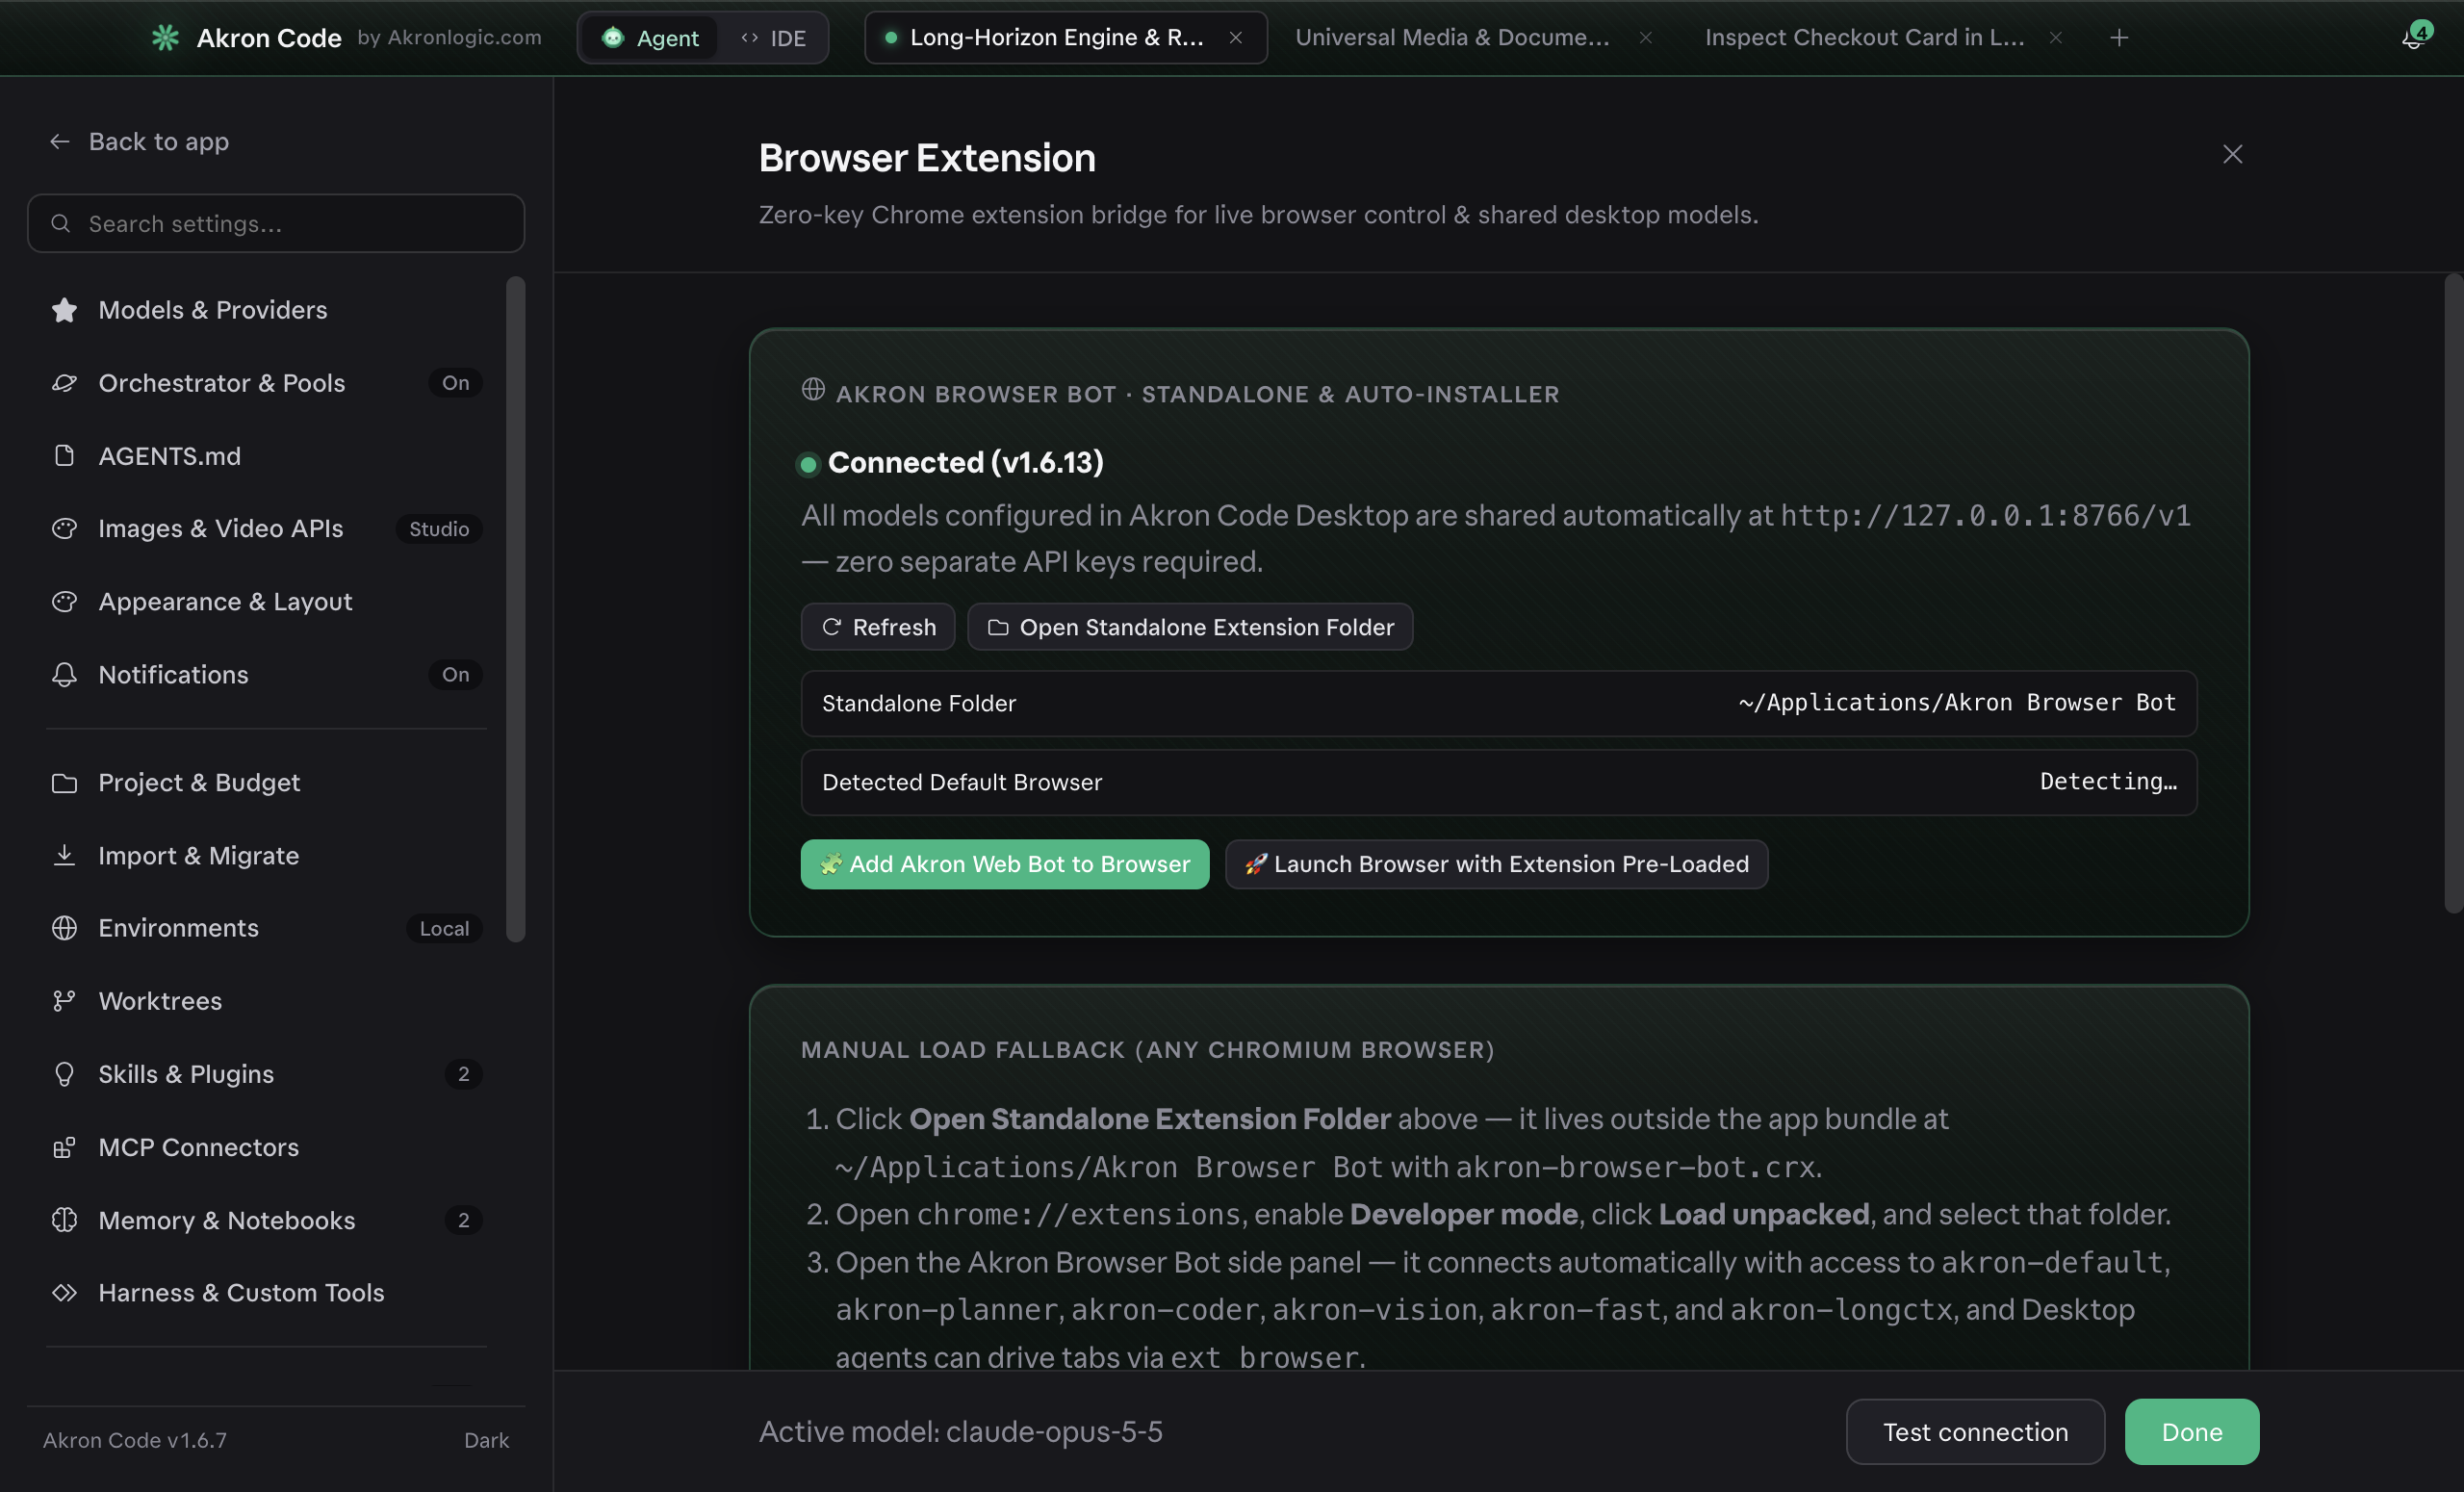 Akron Code by Akronlogic.com
Agent
IDE
Long-Horizon Engine & R...
Universal Media & Docume...
Inspect Checkout Card in L...
4
Back to app
Search settings...
Models & Providers
Orchestrator & Pools On
AGENTS.md
Images & Video APIs Studio
Appearance & Layout
Notifications On
Project & Budget
Import & Migrate
Environments Local
Worktrees
Skills & Plugins 2
MCP Connectors
Memory & Notebooks 2
Harness & Custom Tools
Akron Code v1.6.7 Dark
Browser Extension
Zero-key Chrome extension bridge for live browser control & shared desktop models.
AKRON BROWSER BOT · STANDALONE & AUTO-INSTALLER
Connected (v1.6.13)
All models configured in Akron Code Desktop are shared automatically at http://127.0.0.1:8766/v1
— zero separate API keys required.
Refresh
Open Standalone Extension Folder
Standalone Folder ~/Applications/Akron Browser Bot
Detected Default Browser Detecting…
Add Akron Web Bot to Browser
Launch Browser with Extension Pre-Loaded
MANUAL LOAD FALLBACK (ANY CHROMIUM BROWSER)
1. Click Open Standalone Extension Folder above — it lives outside the app bundle at
~/Applications/Akron Browser Bot with akron-browser-bot.crx.
2. Open chrome://extensions, enable Developer mode, click Load unpacked, and select that folder.
3. Open the Akron Browser Bot side panel — it connects automatically with access to akron-default,
akron-planner, akron-coder, akron-vision, akron-fast, and akron-longctx, and Desktop
agents can drive tabs via ext browser.
Active model: claude-opus-5-5
Test connection
Done